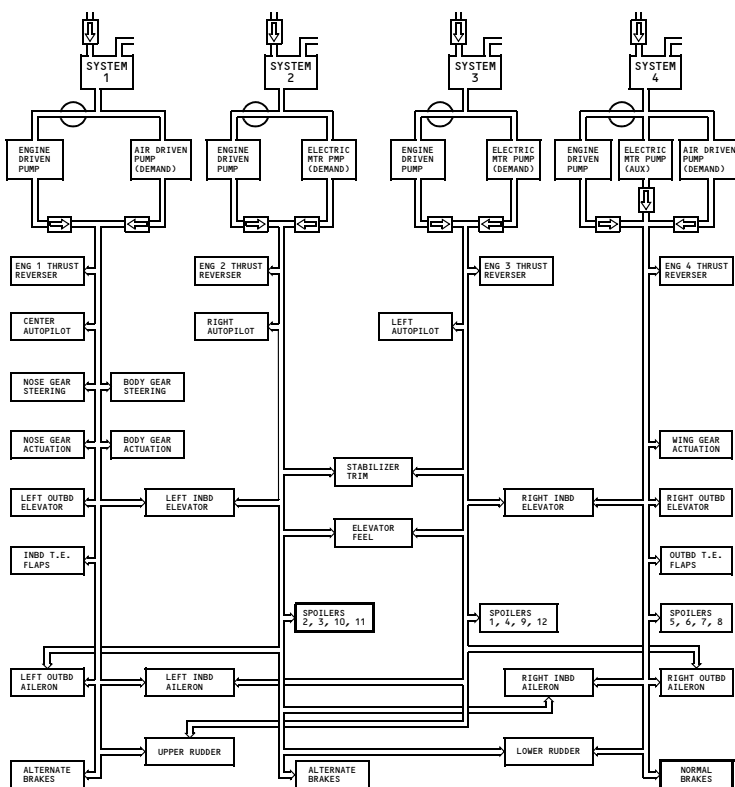 SYSTEM
1
SYSTEM
2
SYSTEM
3
SYSTEM
4
ENGINE
DRIVEN
PUMP
AIR DRIVEN
PUMP
(DEMAND)
ENGINE
DRIVEN
PUMP
ELECTRIC
MTR PMP
(DEMAND)
ENGINE
DRIVEN
PUMP
ELECTRIC
MTR PUMP
(DEMAND)
ENGINE
DRIVEN
PUMP
ELECTRIC
MTR PUMP
(AUX)
AIR DRIVEN
PUMP
(DEMAND)
ENG 1 THRUST
REVERSER
ENG 2 THRUST
REVERSER
ENG 3 THRUST
REVERSER
ENG 4 THRUST
REVERSER
CENTER
AUTOPILOT
RIGHT
AUTOPILOT
LEFT
AUTOPILOT
NOSE GEAR
STEERING
BODY GEAR
STEERING
NOSE GEAR
ACTUATION
BODY GEAR
ACTUATION
WING GEAR
ACTUATION
STABILIZER
TRIM
LEFT OUTBD
ELEVATOR
LEFT INBD
ELEVATOR
RIGHT INBD
ELEVATOR
RIGHT OUTBD
ELEVATOR
ELEVATOR
FEEL
INBD T.E.
FLAPS
OUTBD T.E.
FLAPS
SPOILERS
2, 3, 10, 11
SPOILERS
1, 4, 9, 12
SPOILERS
5, 6, 7, 8
LEFT OUTBD
AILERON
LEFT INBD
AILERON
RIGHT INBD
AILERON
RIGHT OUTBD
AILERON
UPPER RUDDER
LOWER RUDDER
ALTERNATE
BRAKES
ALTERNATE
BRAKES
NORMAL
BRAKES